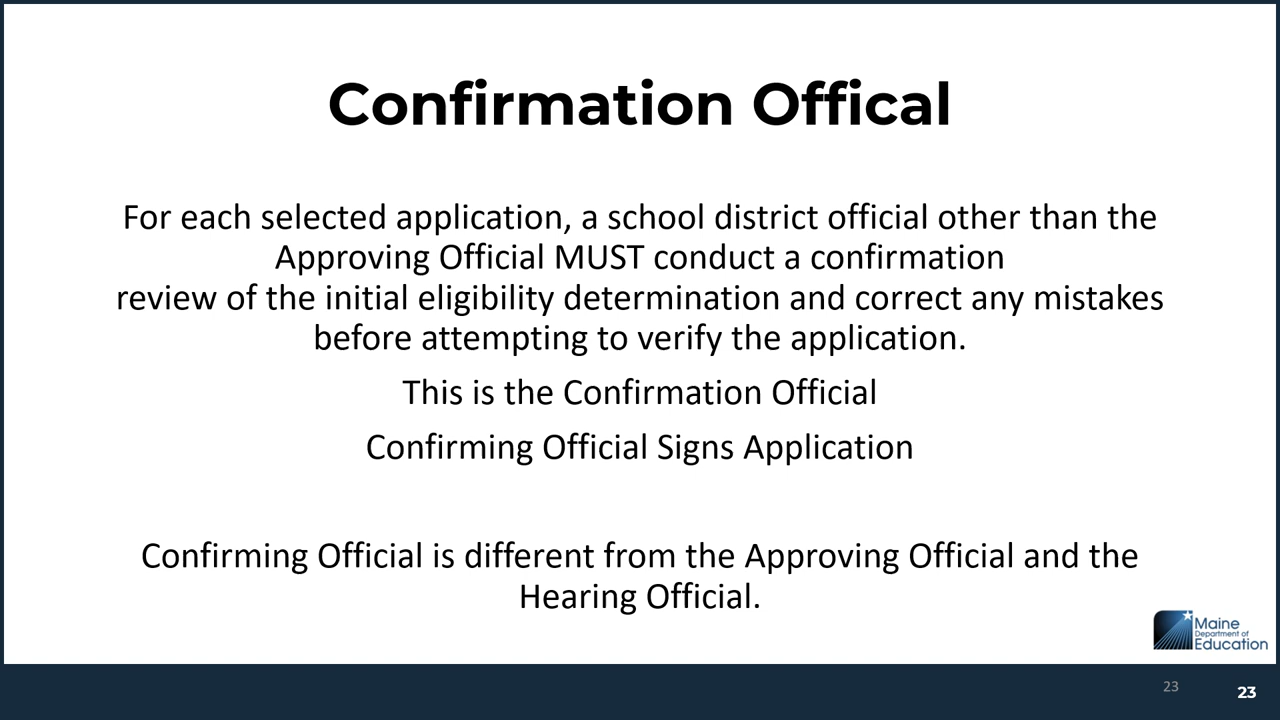 Confirmation Offical
For each selected application, a school district official other than the
Approving Official MUST conduct a confirmation
review of the initial eligibility determination and correct any mistakes
before attempting to verify the application.
This is the Confirmation Official
Confirming Official Signs Application
Confirming Official is different from the Approving Official and the
Hearing Official.
Maine
Department of
Education
23
23